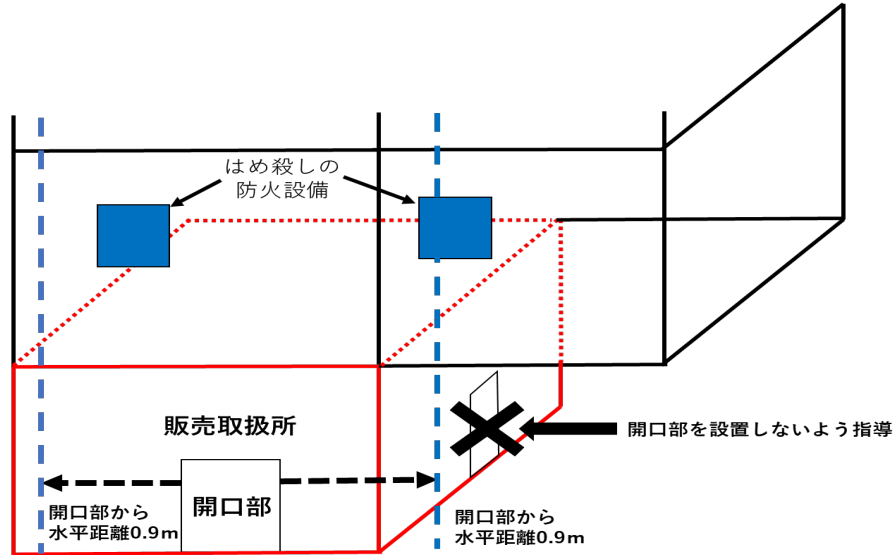 はめ殺しの
防火設備
販売取扱所
開口部を設置しないよう指導
開口部
開口部から
水平距離0.9m
開口部から
水平距離0.9m